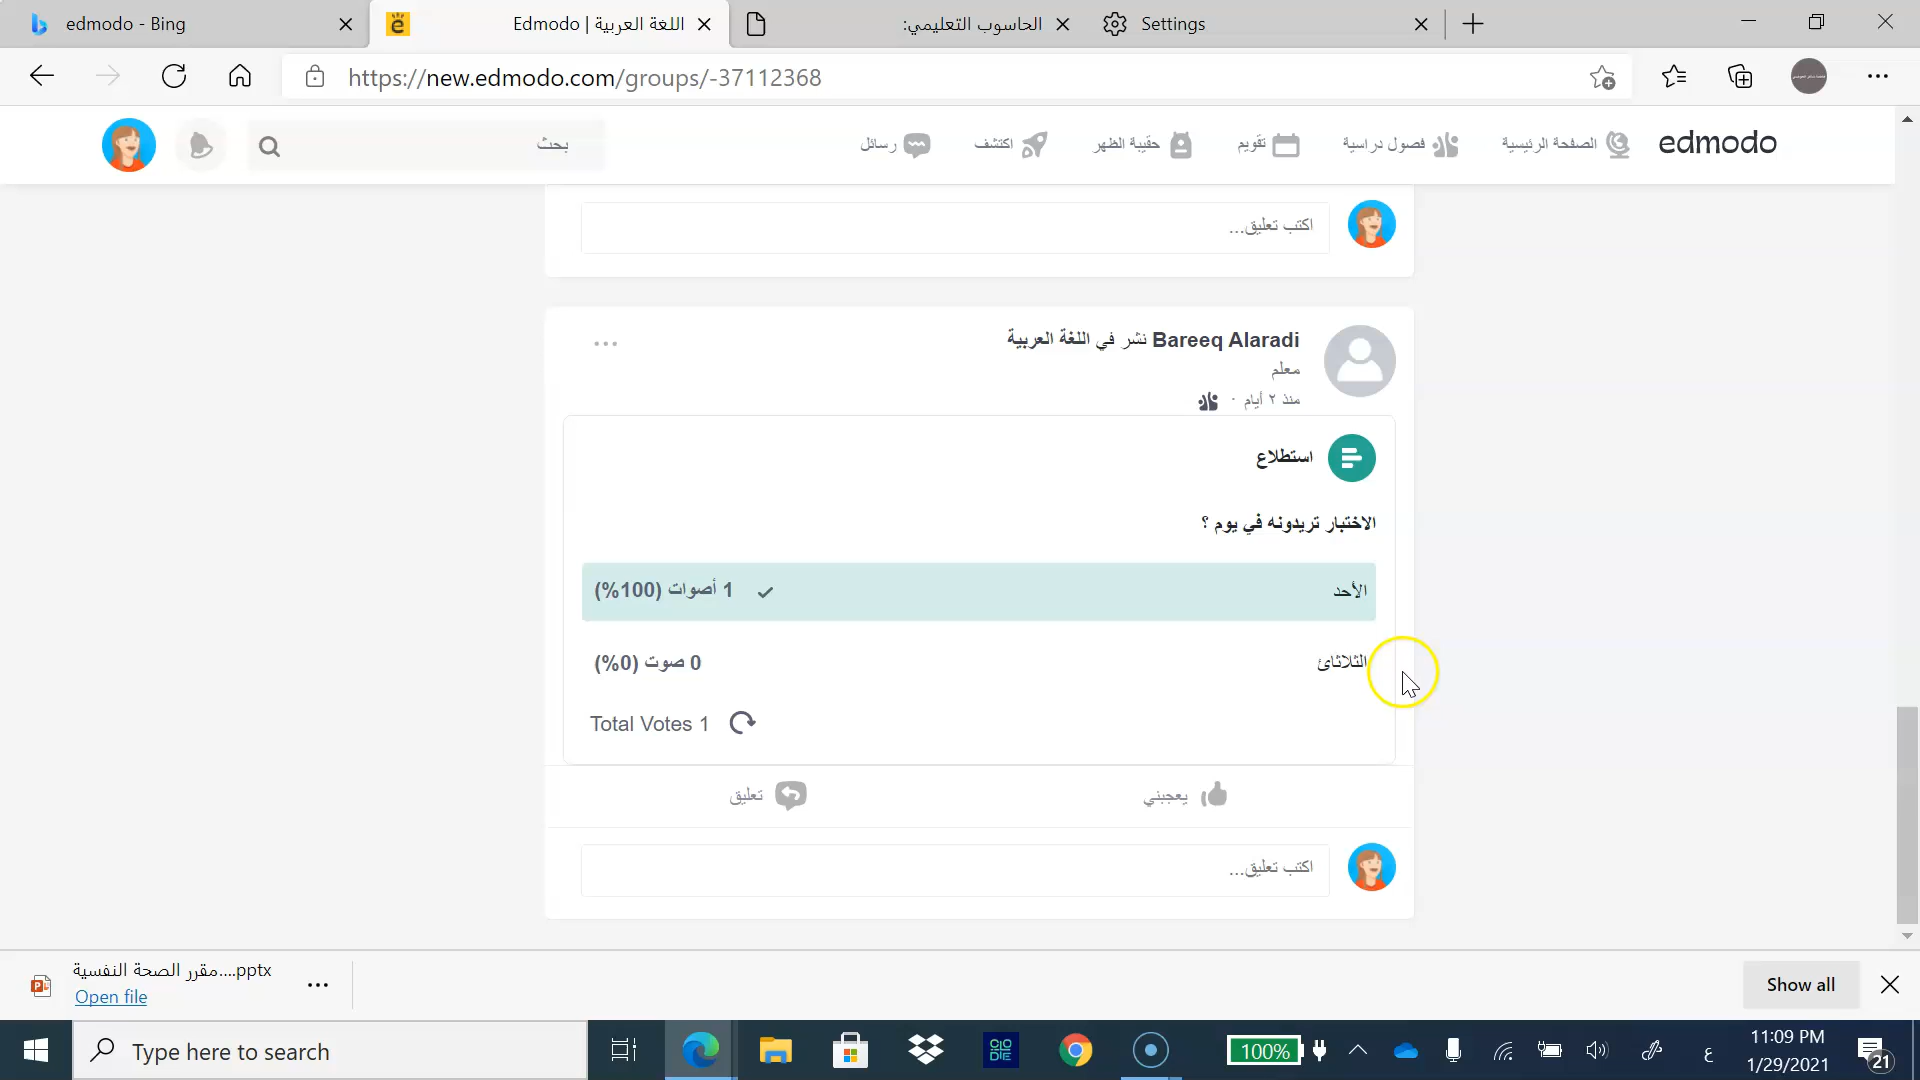 edmodo - Bing
Edmodo | اللغة العربية
الحاسوب التعليمي:
Settings
https://new.edmodo.com/groups/-37112368
edmodo
الصفحة الرئيسية
فصول دراسية
تقويم
حقيبة الظهر
اكتشف
رسائل
بحث
اكتب تعليق...
Bareeq Alaradi نشر في اللغة العربية
معلم
منذ ٢ أيام ·
استطلاع
الاختبار تريدونه في يوم ؟
الأحد
1 أصوات (100%)
الثلاثائ
0 صوت (0%)
Total Votes 1
يعجبني
تعليق
اكتب تعليق...
مقرر الصحة النفسية....pptx
Open file
Show all
Type here to search
CODE
100%
ع
11:09 PM
1/29/2021
21